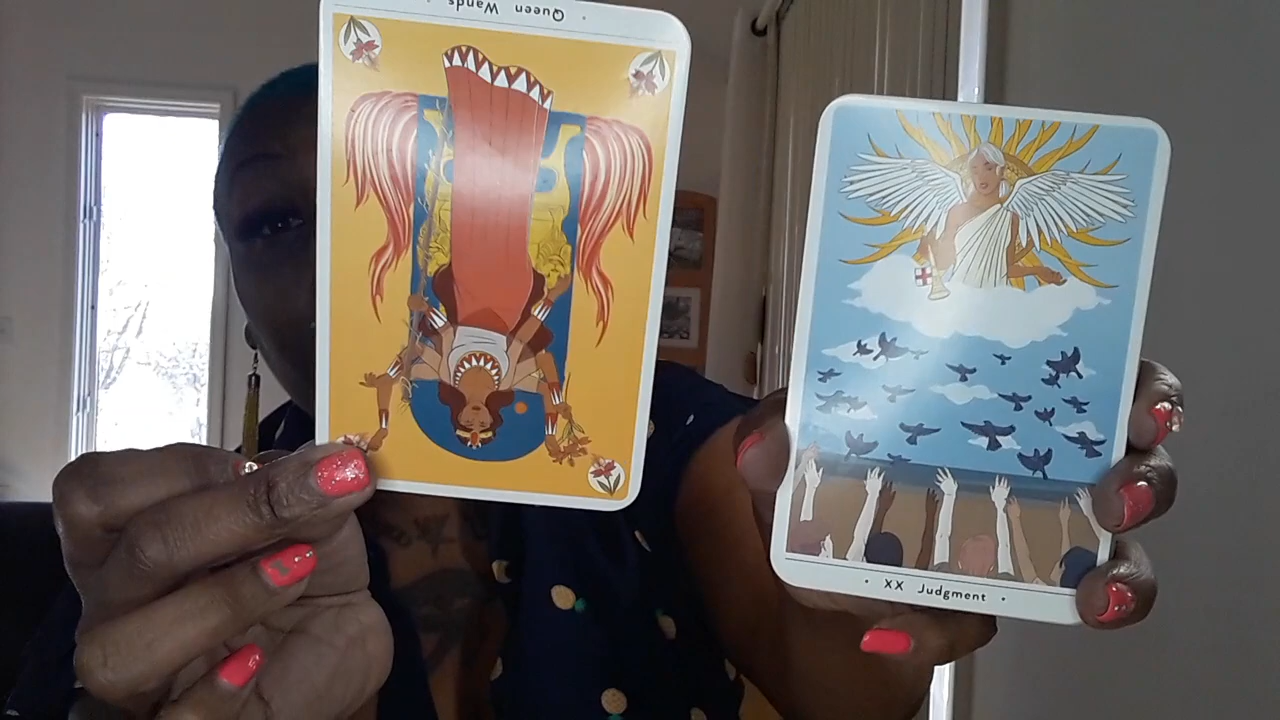 • Queen Wands •
• XX Judgment •